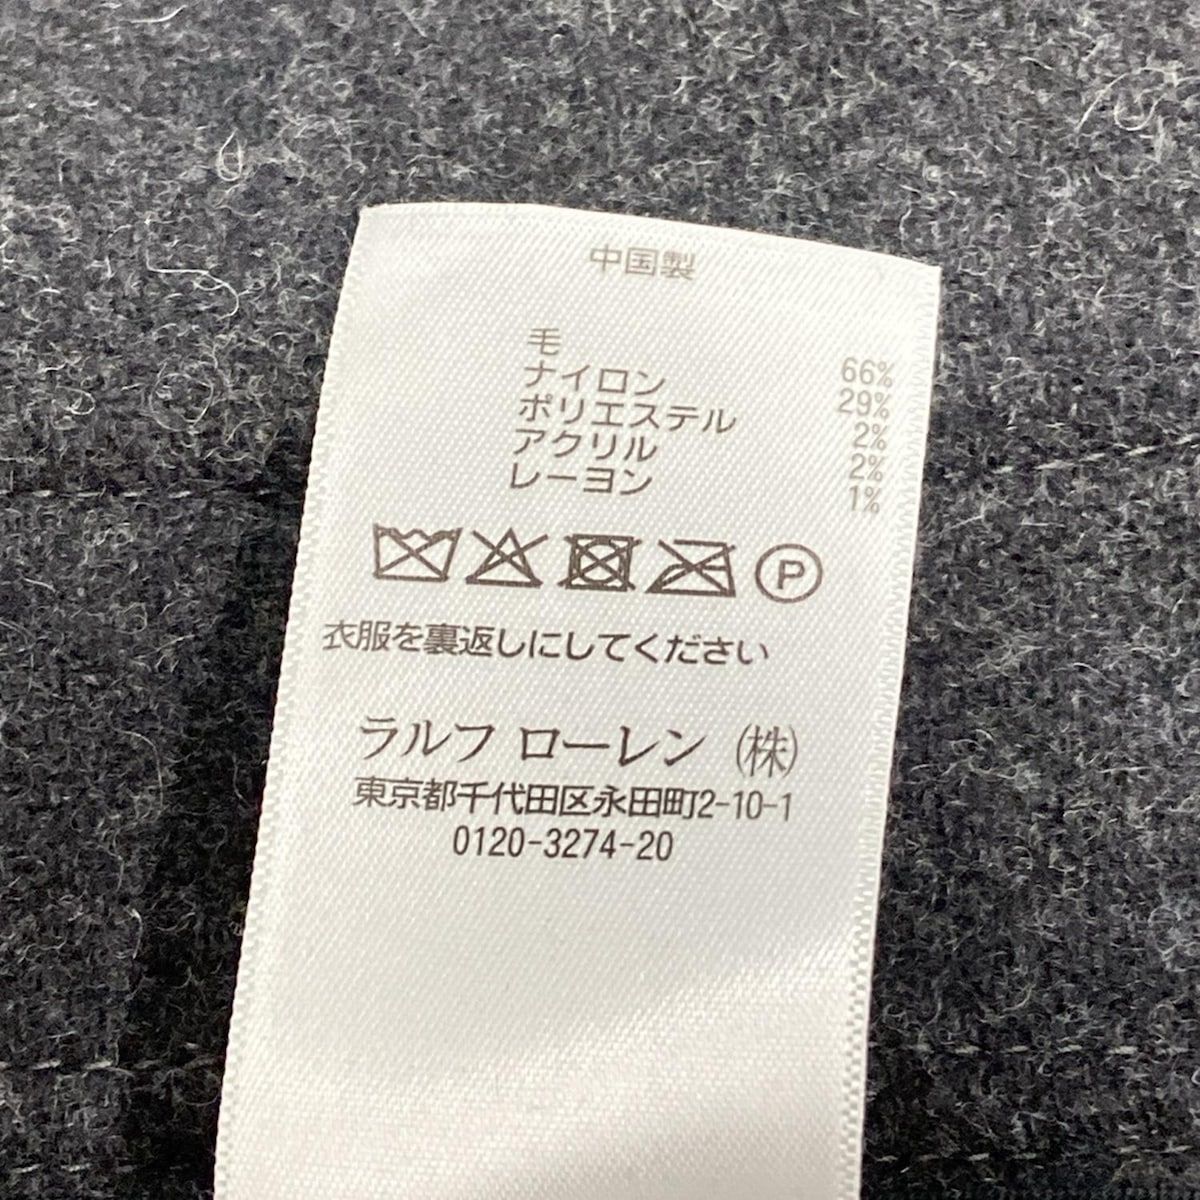 中国製
毛 66%
ナイロン 29%
ポリエステル 2%
アクリル 2%
レーヨン 1%
P
衣服を裏返しにしてください
ラルフ ローレン (株)
東京都千代田区永田町2-10-1
0120-3274-20